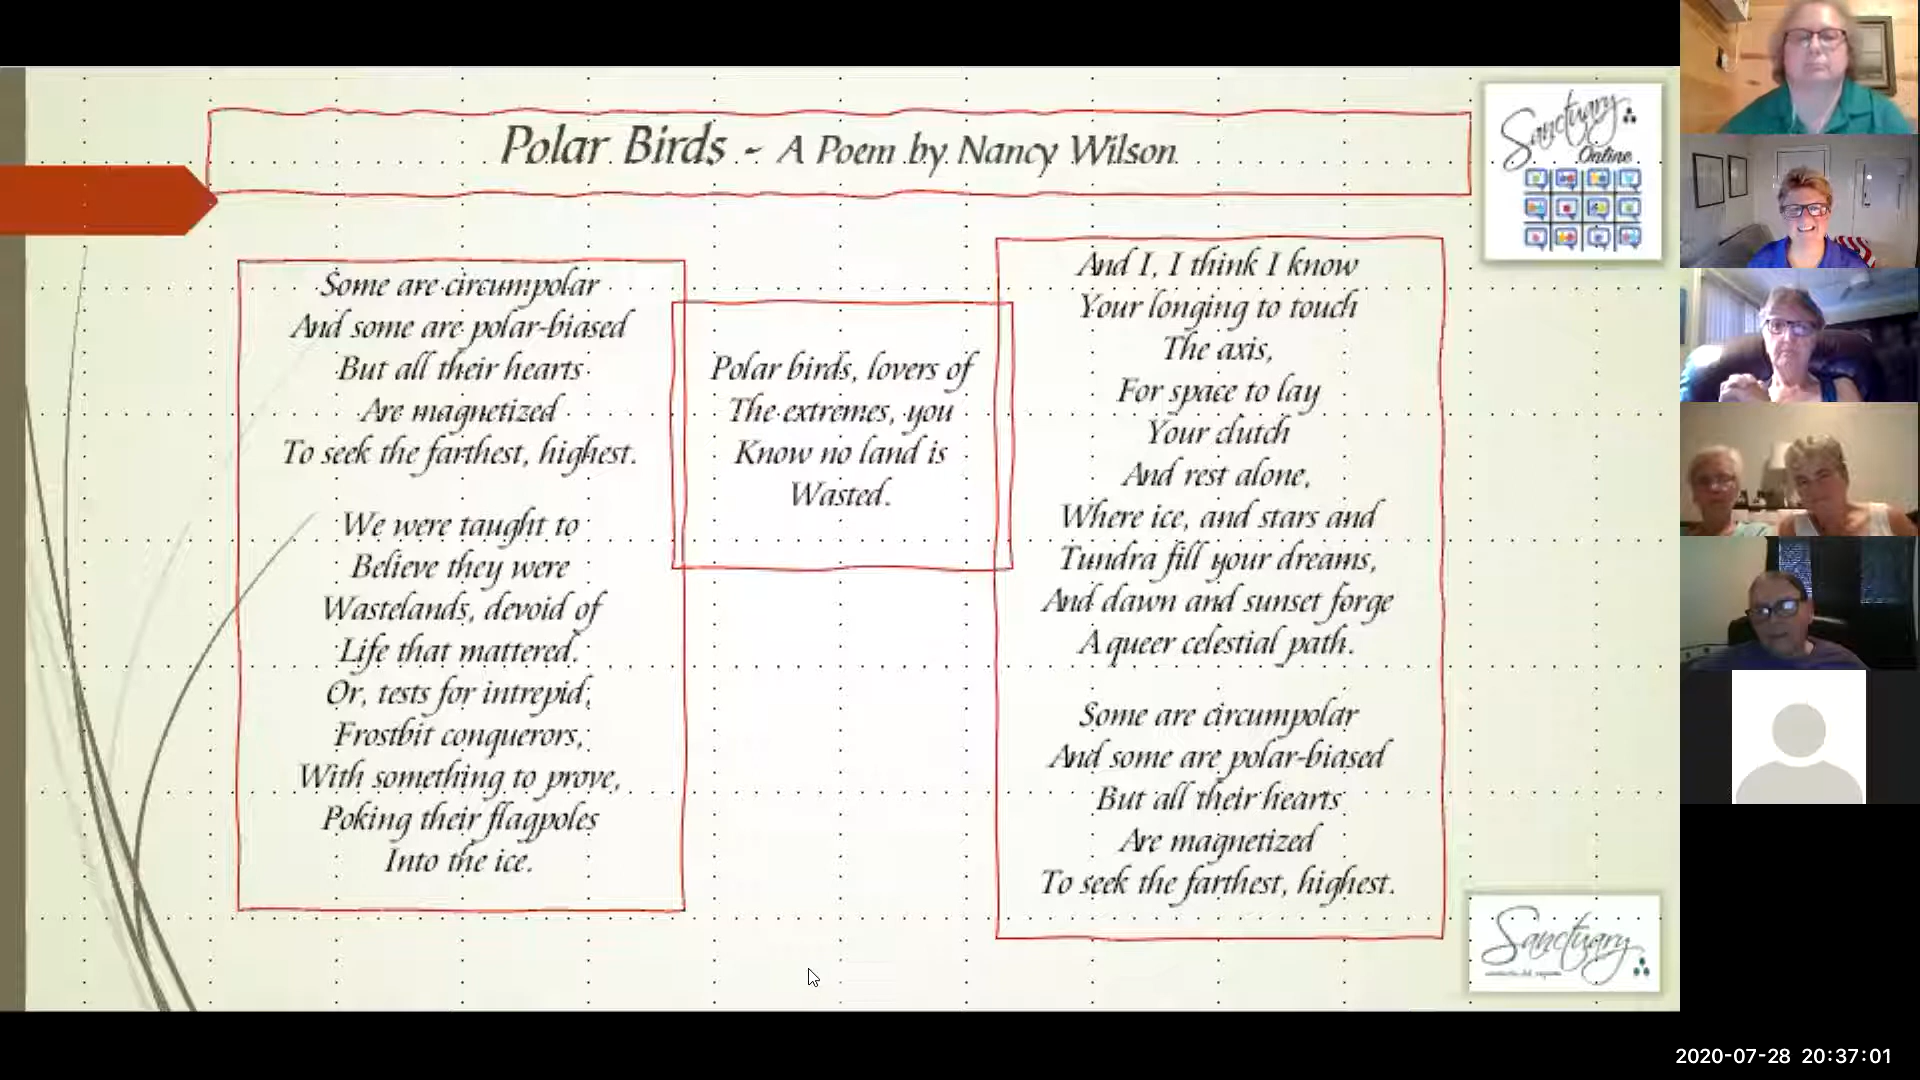 Polar Birds - A Poem by Nancy Wilson
Some are circumpolar
And some are polar-biased
But all their hearts
Are magnetized
To seek the farthest, highest.
We were taught to
Believe they were
Wastelands, devoid of
Life that mattered.
Or, tests for intrepid,
Frostbit conquerors,
With something to prove,
Poking their flagpoles
Into the ice.
Polar birds, lovers of
The extremes, you
Know no land is
Wasted.
And I, I think I know
Your longing to touch
The axis,
For space to lay
Your clutch
And rest alone,
Where ice, and stars and
Tundra fill your dreams,
And dawn and sunset forge
A queer celestial path.
Some are circumpolar
And some are polar-biased
But all their hearts
Are magnetized
To seek the farthest, highest.
Sanctuary
Online
Sanctuary
2020-07-28 20:37:01